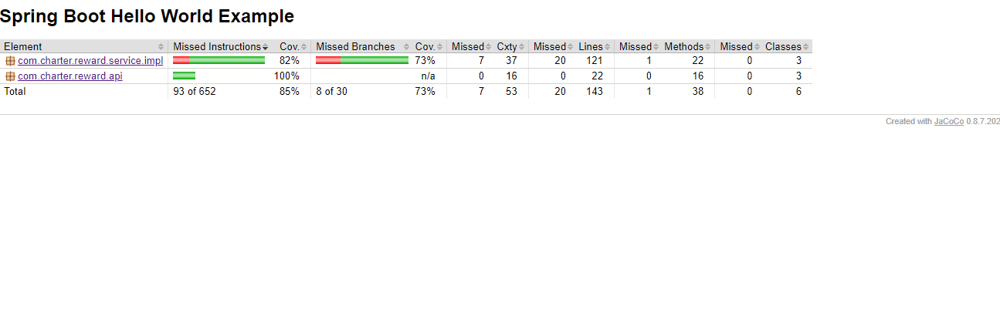 Spring Boot Hello World Example
Element Missed Instructions Cov. Missed Branches Cov. Missed Cxty Missed Lines Missed Methods Missed Classes
com.charter.reward.service.impl 82% 73% 7 37 20 121 1 22 0 3
com.charter.reward.api 100% n/a 0 16 0 22 0 16 0 3
Total 93 of 652 85% 8 of 30 73% 7 53 20 143 1 38 0 6
Created with JaCoCo 0.8.7.202